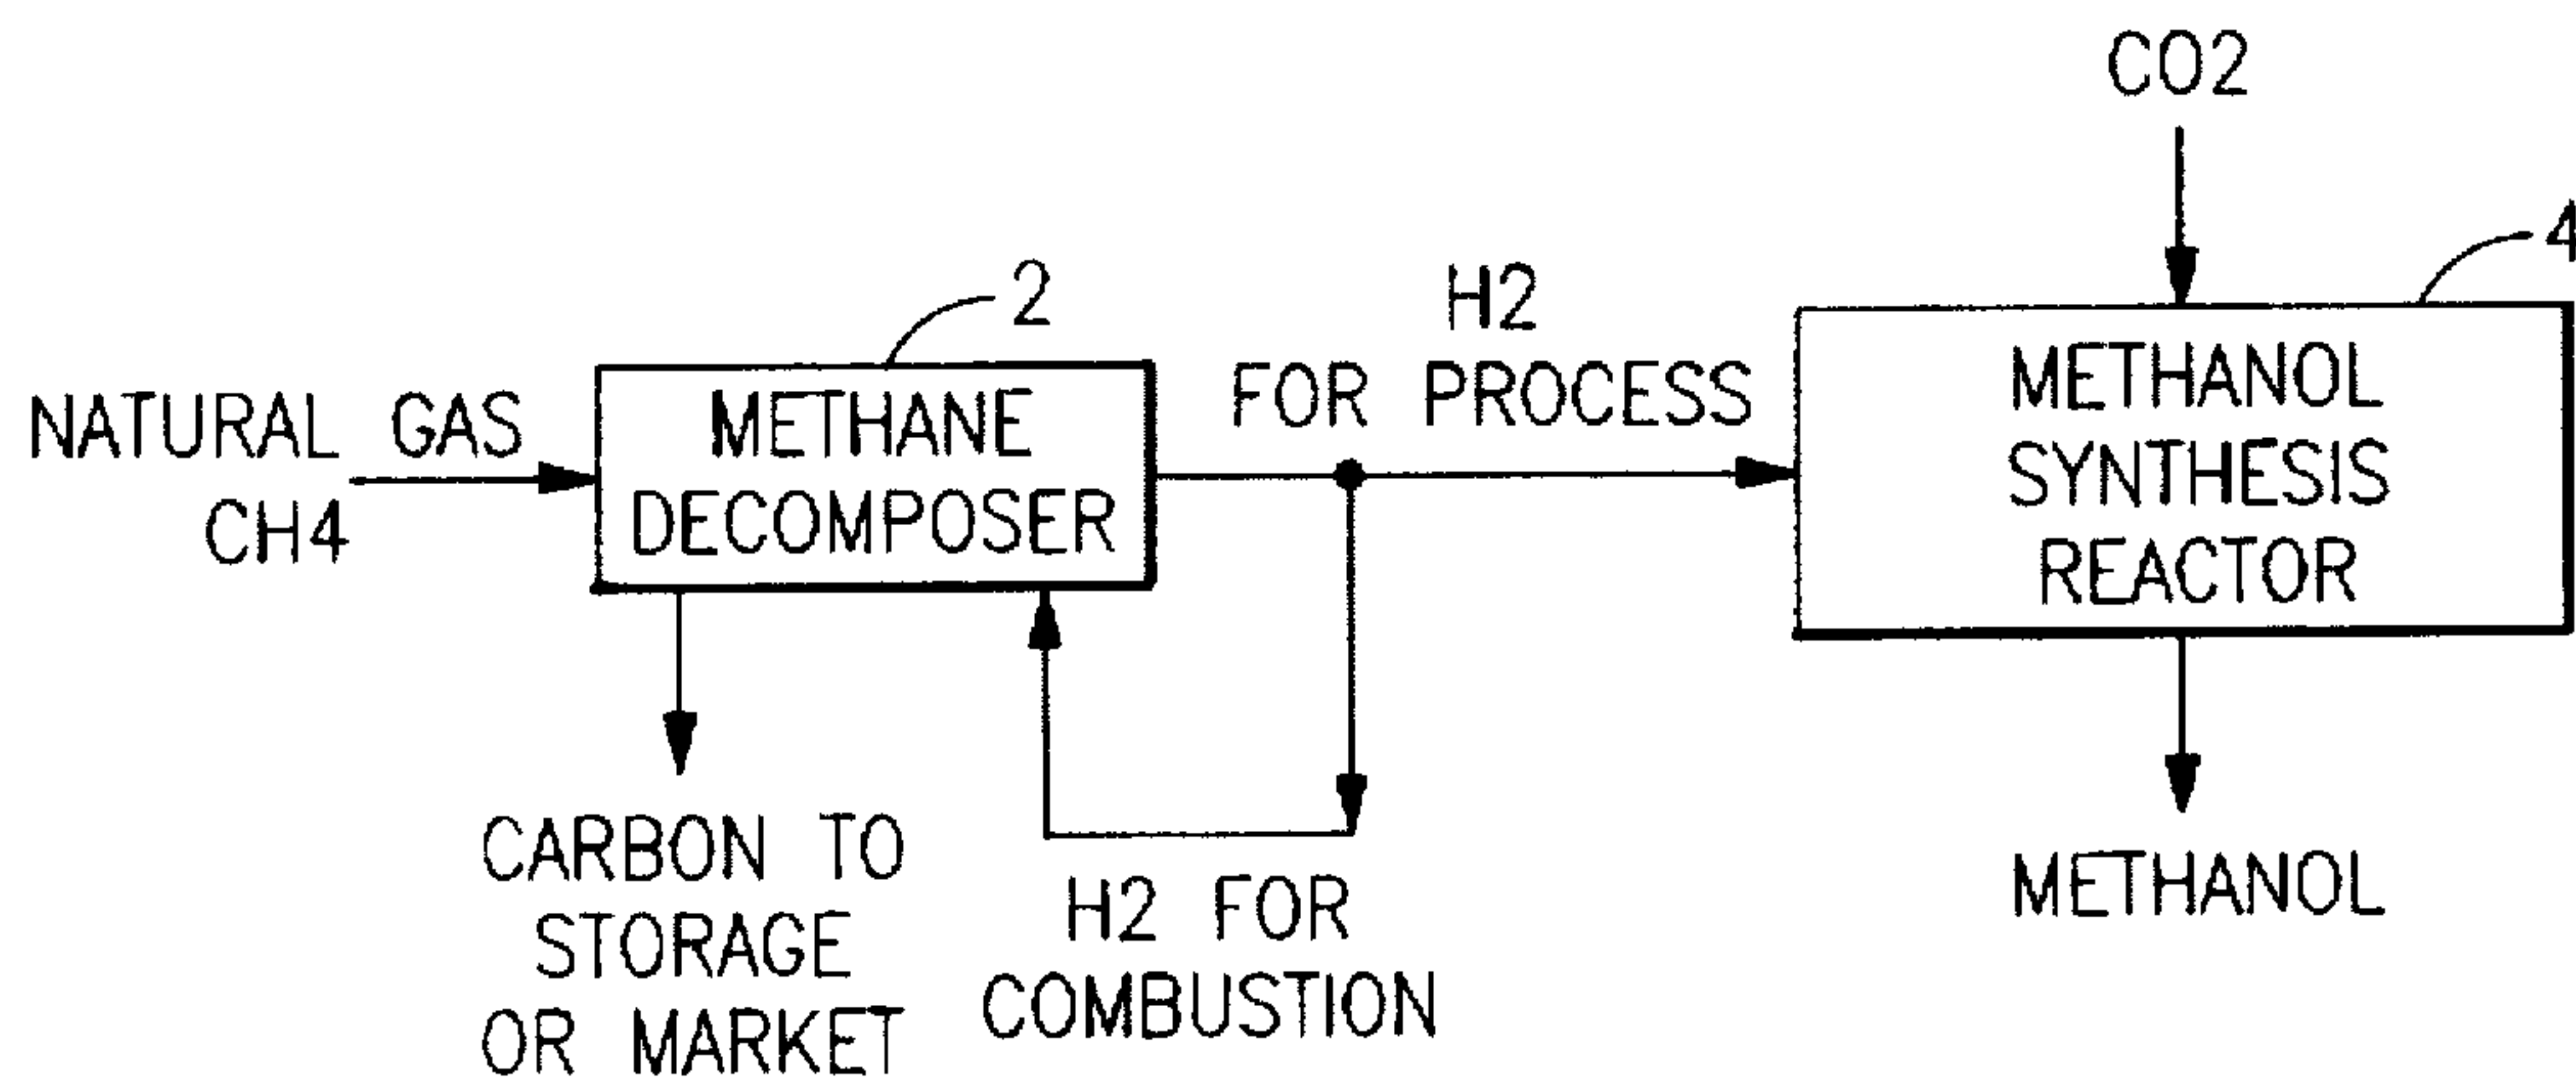 CO2
4
2
H2
FOR PROCESS
NATURAL GAS
CH4
METHANE
DECOMPOSER
METHANOL
SYNTHESIS
REACTOR
CARBON TO
STORAGE
OR MARKET
H2 FOR
COMBUSTION
METHANOL